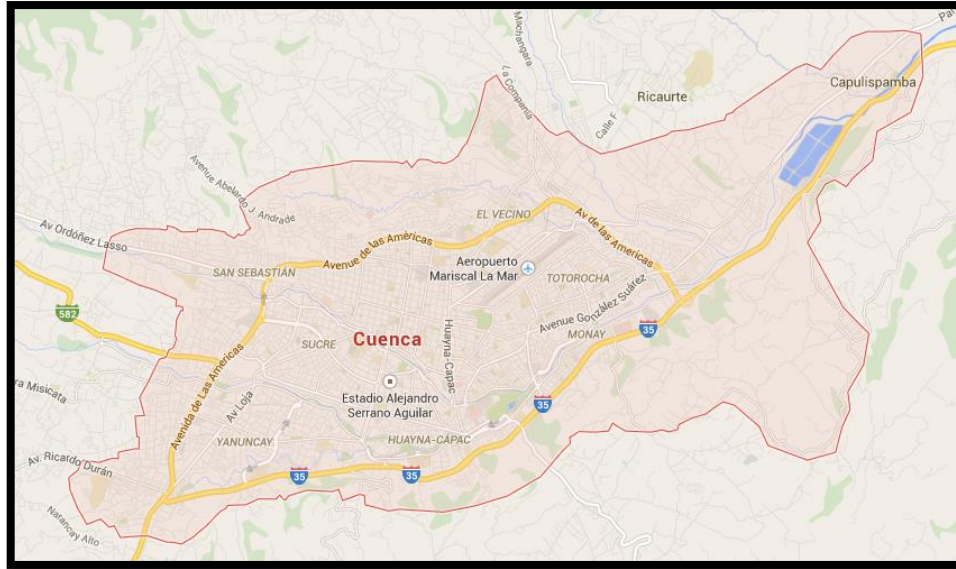 Par
Machangara
La Compañía
Capulispamba
Ricaurte
Calle F
Avenue Abelardo J. Andrade
EL VECINO
Av de las Americas
Av Ordóñez Lasso
Avenue de las Américas
SAN SEBASTIÁN
Aeropuerto
Mariscal La Mar
TOTOROCHA
582
Avenue González Suárez
35
MONAY
SUCRE
Cuenca
Huayna-Capac
Avenida de Las Americas
ra Misicata
Estadio Alejandro
Serrano Aguilar
35
Av Loja
YANUNCAY
HUAYNA-CÁPAC
Av. Ricardo Durán
35
35
Narancay Alto